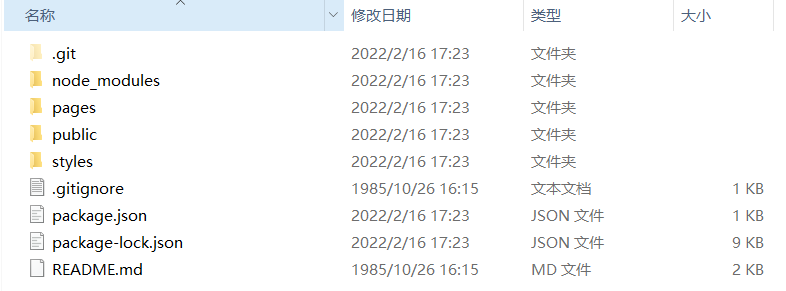 名称 修改日期 类型 大小
.git 2022/2/16 17:23 文件夹
node_modules 2022/2/16 17:23 文件夹
pages 2022/2/16 17:23 文件夹
public 2022/2/16 17:23 文件夹
styles 2022/2/16 17:23 文件夹
.gitignore 1985/10/26 16:15 文本文档 1 KB
package.json 2022/2/16 17:23 JSON 文件 1 KB
package-lock.json 2022/2/16 17:23 JSON 文件 9 KB
README.md 1985/10/26 16:15 MD 文件 2 KB